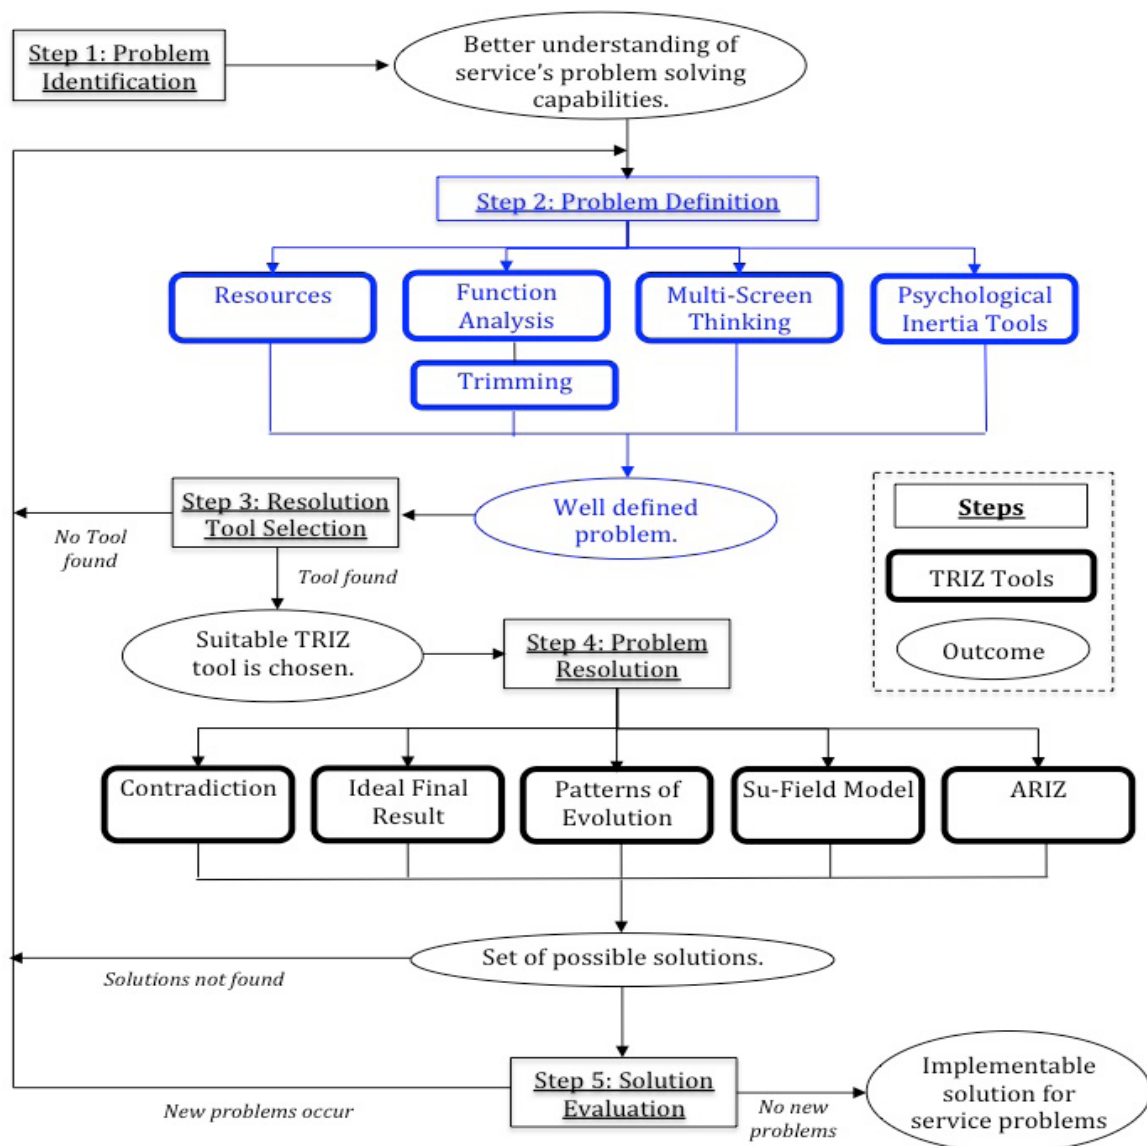 Step 1: Problem
Identification
Better understanding of
service's problem solving
capabilities.
Step 2: Problem Definition
Resources
Function
Analysis
Multi-Screen
Thinking
Psychological
Inertia Tools
Trimming
Well defined
problem.
Step 3: Resolution
Tool Selection
No Tool
found
Tool found
Steps
TRIZ Tools
Outcome
Suitable TRIZ
tool is chosen.
Step 4: Problem
Resolution
Contradiction
Ideal Final
Result
Patterns of
Evolution
Su-Field Model
ARIZ
Set of possible solutions.
Solutions not found
Step 5: Solution
Evaluation
New problems occur
No new
problems
Implementable
solution for
service problems